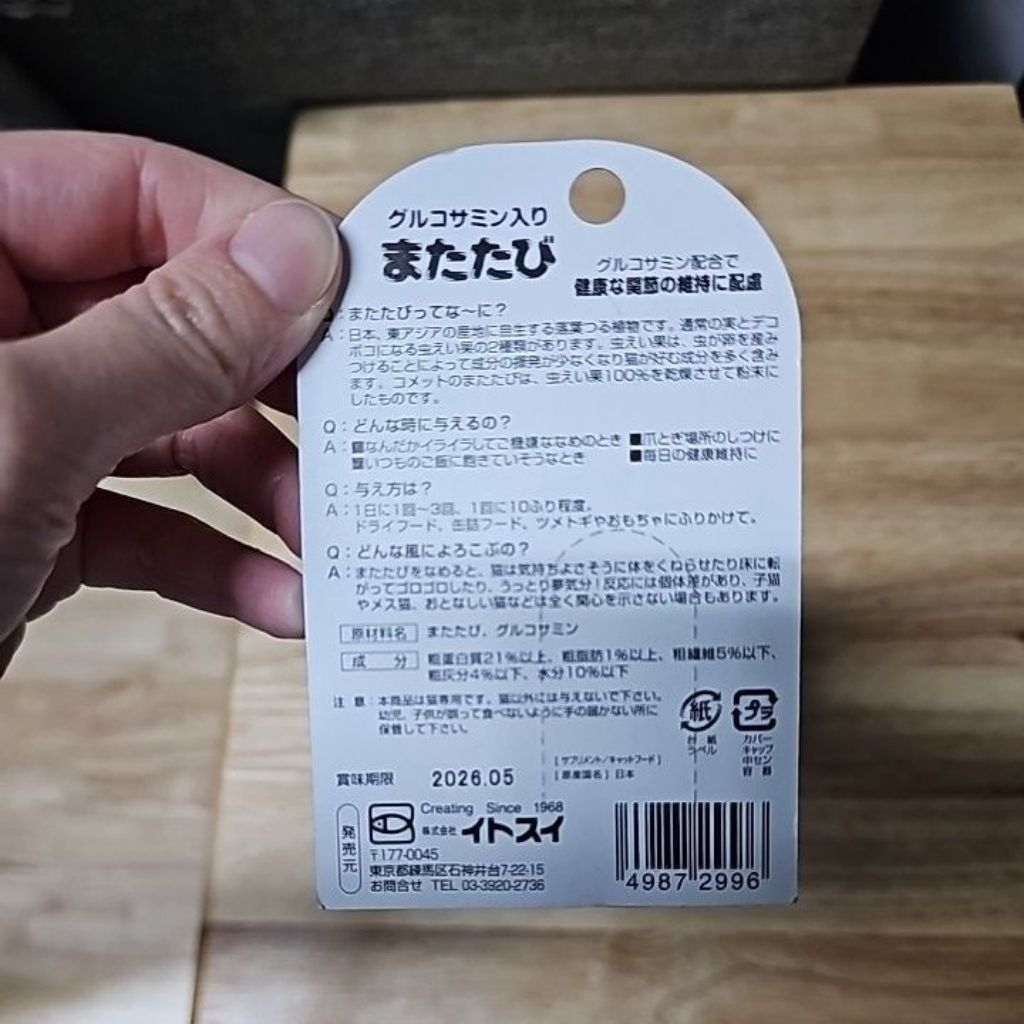 グルコサミン入り
またたび
グルコサミン配合で
健康な関節の維持に配慮
Q：またたびってな〜に？
A：日本、東アジアの産地に自生する落葉つる植物です。通常の実とデコ
ボコになる虫えい果の2種類があります。虫えい果は、虫が卵を産み
つけることによって成分の揮発が少なくなり猫が好む成分を多く含み
ます。コメットのまたたびは、虫えい果100％を乾燥させて粉末に
したものです。
Q：どんな時に与えるの？
A：■なんだかイライラしてご機嫌ななめのとき ■爪とぎ場所のしつけに
■いつものご飯に飽きていそうなとき ■毎日の健康維持に
Q：与え方は？
A：1日に1回〜3回、1回に10ふり程度。
ドライフード、缶詰フード、ツメトギやおもちゃにふりかけて。
Q：どんな風によろこぶの？
A：またたびをなめると、猫は気持ちよさそうに体をくねらせたり床に転
がってゴロゴロしたり、うっとり夢気分！反応には個体差があり、子猫
やメス猫、おとなしい猫などは全く関心を示さない場合もあります。
原材料名 またたび、グルコサミン
成 分 粗蛋白質21％以上、粗脂肪1％以上、粗繊維5％以下、
粗灰分4％以下、水分10％以下
注 意：本商品は猫専用です。猫以外には与えないで下さい。
幼児、子供が誤って食べないように手の届かない所に
保管して下さい。
紙
台 紙
ラベル
プラ
カバー
キャップ
中セン
容 器
[サプリメント/キャットフード]
[原産国名] 日本
賞味期限 2026.05
発売元
Creating Since 1968
株式会社 イトスイ
〒177-0045
東京都練馬区石神井台7-22-15
お問合せ TEL 03-3920-2736
4987 2996